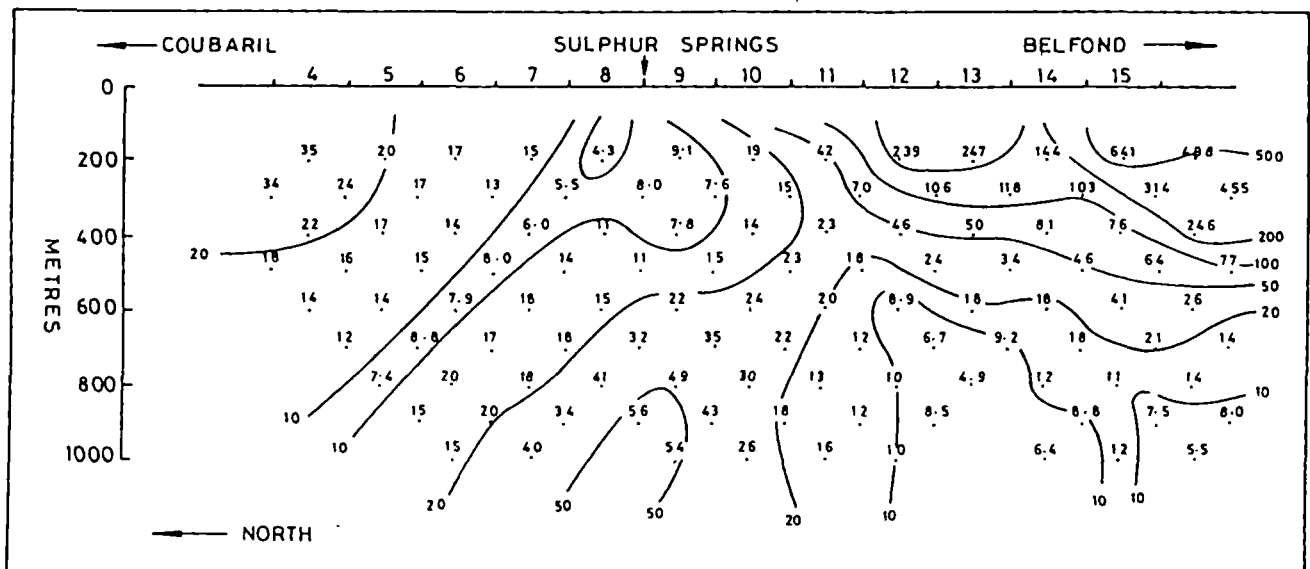 COUBARIL SULPHUR SPRINGS BELFOND
4 5 6 7 8 9 10 11 12 13 14 15
0
35 20 17 15 4·3 9·1 19 42 239 247 144 641 498 500
200
34 24 17 13 5·5 8·0 7·6 15 70 106 118 103 314 455
22 17 14 6·0 11 7·8 14 23 46 50 81 76 246 200
400
20 18 16 15 8·0 14 11 15 23 18 24 34 46 64 77 100
50
14 14 7·9 18 15 22 24 20 8·9 18 18 41 26 20
600
12 8·8 17 18 32 35 22 12 6·7 9·2 18 21 14
7·4 20 18 41 49 30 13 10 4·9 12 11 14 10
800
10 15 20 34 56 43 18 12 8·5 8·8 7·5 8·0
10 15 40 54 26 16 10 6·4 12 5·5
1000
20 50 50 20 10 10 10
METRES
NORTH